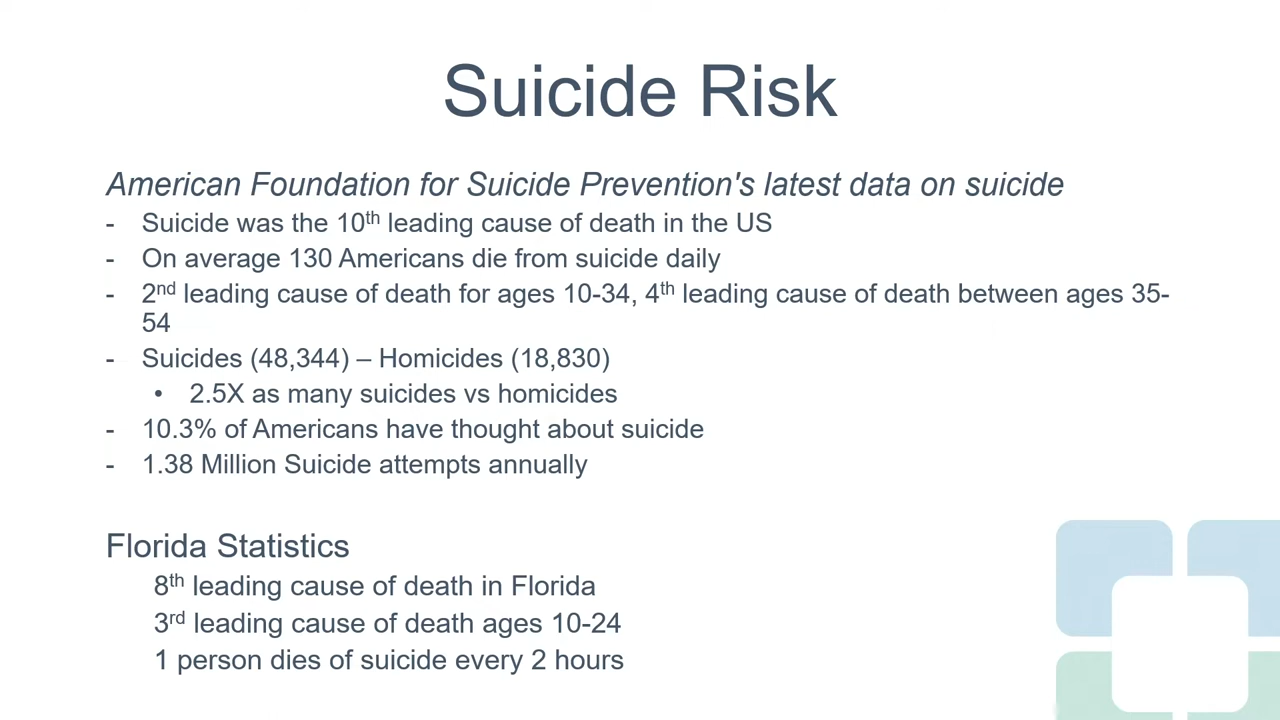 Suicide Risk
American Foundation for Suicide Prevention's latest data on suicide
- Suicide was the 10th leading cause of death in the US
- On average 130 Americans die from suicide daily
- 2nd leading cause of death for ages 10-34, 4th leading cause of death between ages 35-
54
- Suicides (48,344) – Homicides (18,830)
• 2.5X as many suicides vs homicides
- 10.3% of Americans have thought about suicide
- 1.38 Million Suicide attempts annually
Florida Statistics
8th leading cause of death in Florida
3rd leading cause of death ages 10-24
1 person dies of suicide every 2 hours